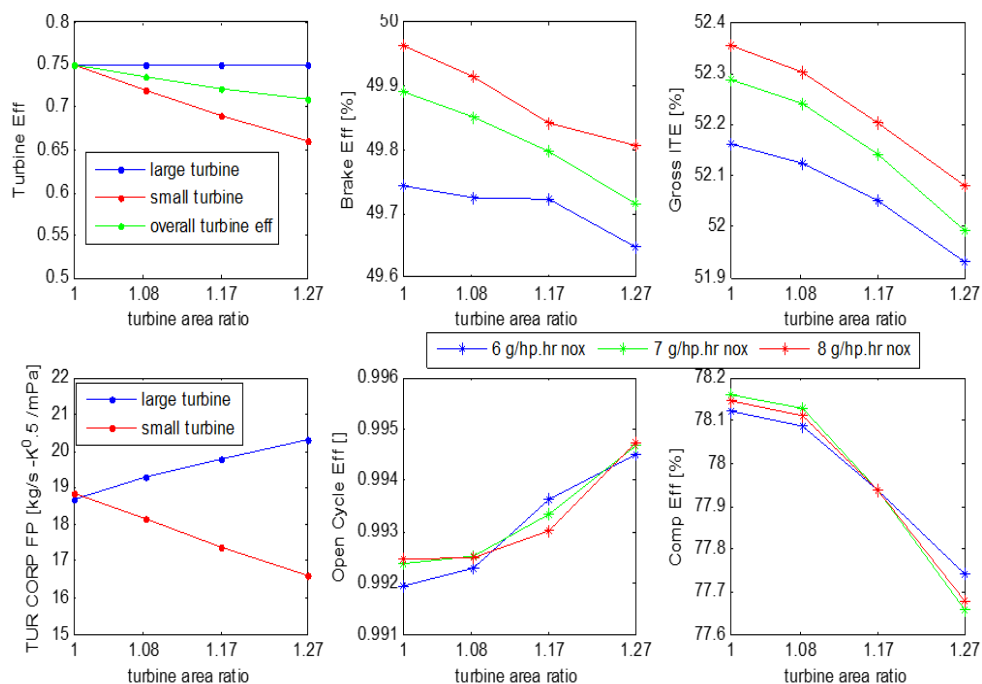 0.8
0.75
0.7
0.65
0.6
0.55
0.5
Turbine Eff
large turbine
small turbine
overall turbine eff
1 1.08 1.17 1.27
turbine area ratio
50
49.9
49.8
49.7
49.6
Brake Eff [%]
1 1.08 1.17 1.27
turbine area ratio
52.4
52.3
52.2
52.1
52
51.9
Gross ITE [%]
1 1.08 1.17 1.27
turbine area ratio
6 g/hp.hr nox 7 g/hp.hr nox 8 g/hp.hr nox
22
21
20
19
18
17
16
15
TUR CORP FP [kg/s -K^0.5 /mPa]
large turbine
small turbine
1 1.08 1.17 1.27
turbine area ratio
0.996
0.995
0.994
0.993
0.992
0.991
Open Cycle Eff []
1 1.08 1.17 1.27
turbine area ratio
78.2
78.1
78
77.9
77.8
77.7
77.6
Comp Eff [%]
1 1.08 1.17 1.27
turbine area ratio